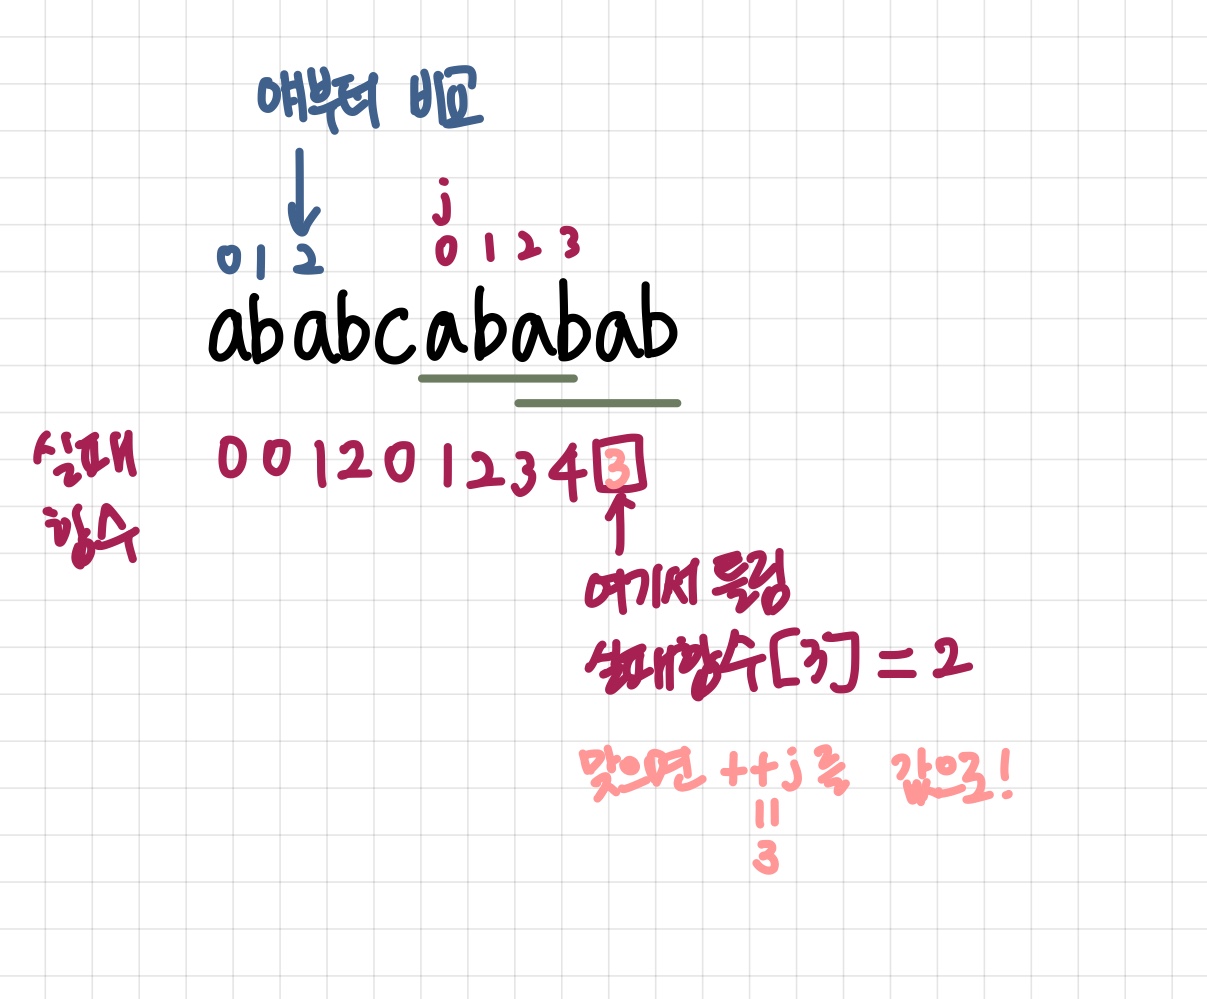 얘부터 비교
j
0 1 2 0 1 2 3
ababcababab
실패 0 0 1 2 0 1 2 3 4 3
함수
여기서 틀림
실패함수[3] = 2
맞으면 ++j를 값으로!
=
3